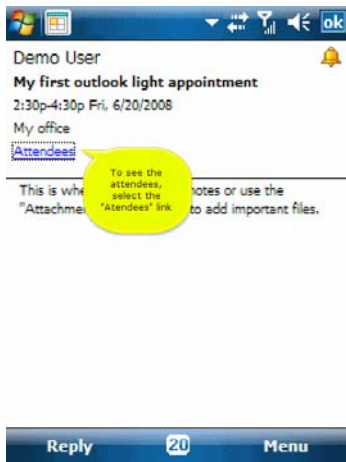 ok
Demo User
My first outlook light appointment
2:30p-4:30p Fri, 6/20/2008
My office
Attendees
To see the
attendees,
select the
"Atendees" link
This is whe notes or use the
"Attachme to add important files.
Reply 20 Menu